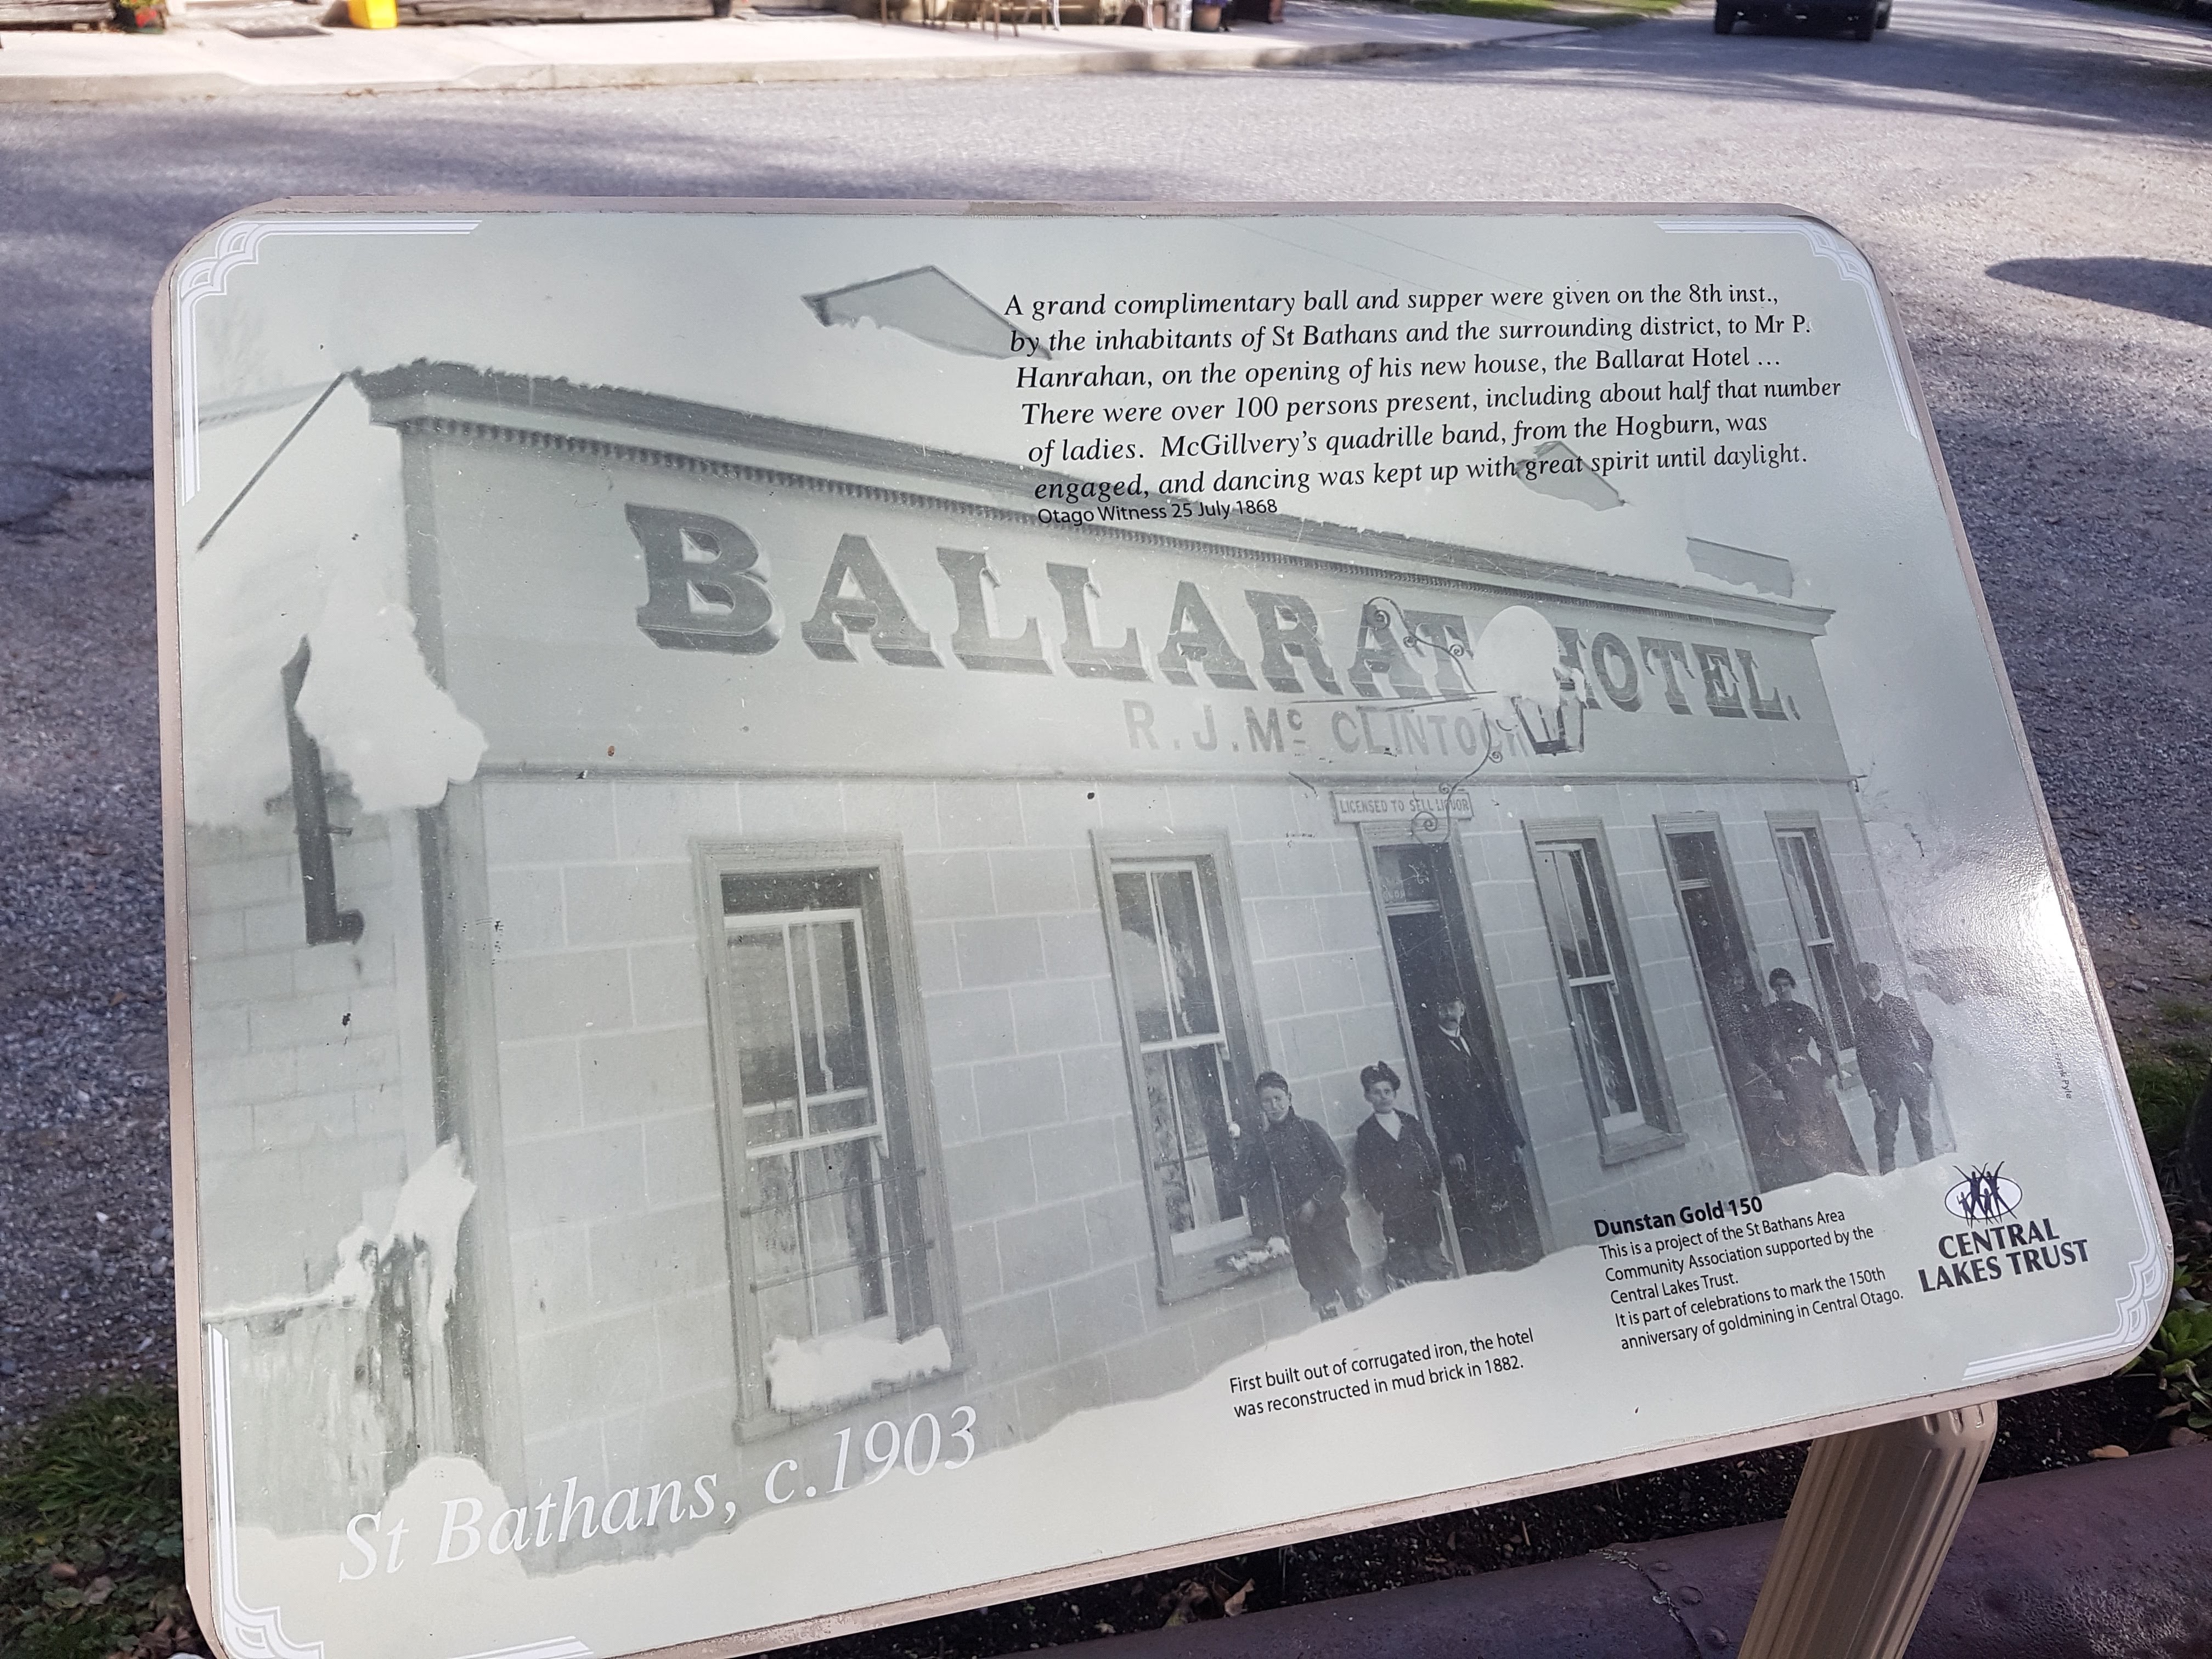 A grand complimentary ball and supper were given on the 8th inst.,
by the inhabitants of St Bathans and the surrounding district, to Mr P.
Hanrahan, on the opening of his new house, the Ballarat Hotel ...
There were over 100 persons present, including about half that number
of ladies. McGillvery's quadrille band, from the Hogburn, was
engaged, and dancing was kept up with great spirit until daylight.
Otago Witness 25 July 1868
BALLARAT HOTEL.
R.J. Mc CLINTOCK
LICENSED TO SELL LIQUOR
Dunstan Gold 150
This is a project of the St Bathans Area
Community Association supported by the
Central Lakes Trust.
It is part of celebrations to mark the 150th
anniversary of goldmining in Central Otago.
CENTRAL
LAKES TRUST
First built out of corrugated iron, the hotel
was reconstructed in mud brick in 1882.
St Bathans, c.1903